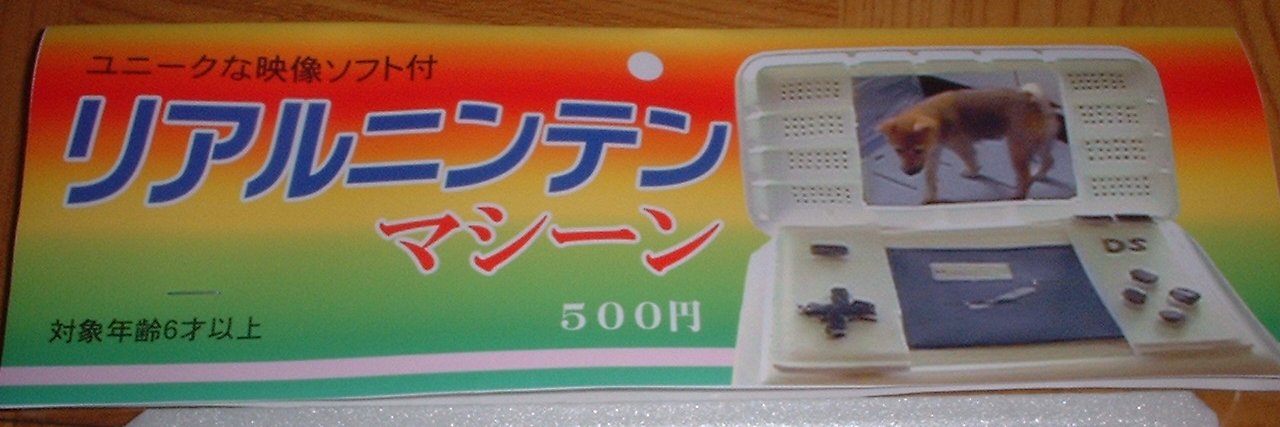 ユニークな映像ソフト付
リアルニンテン
マシーン
500円
対象年齢6才以上
DS